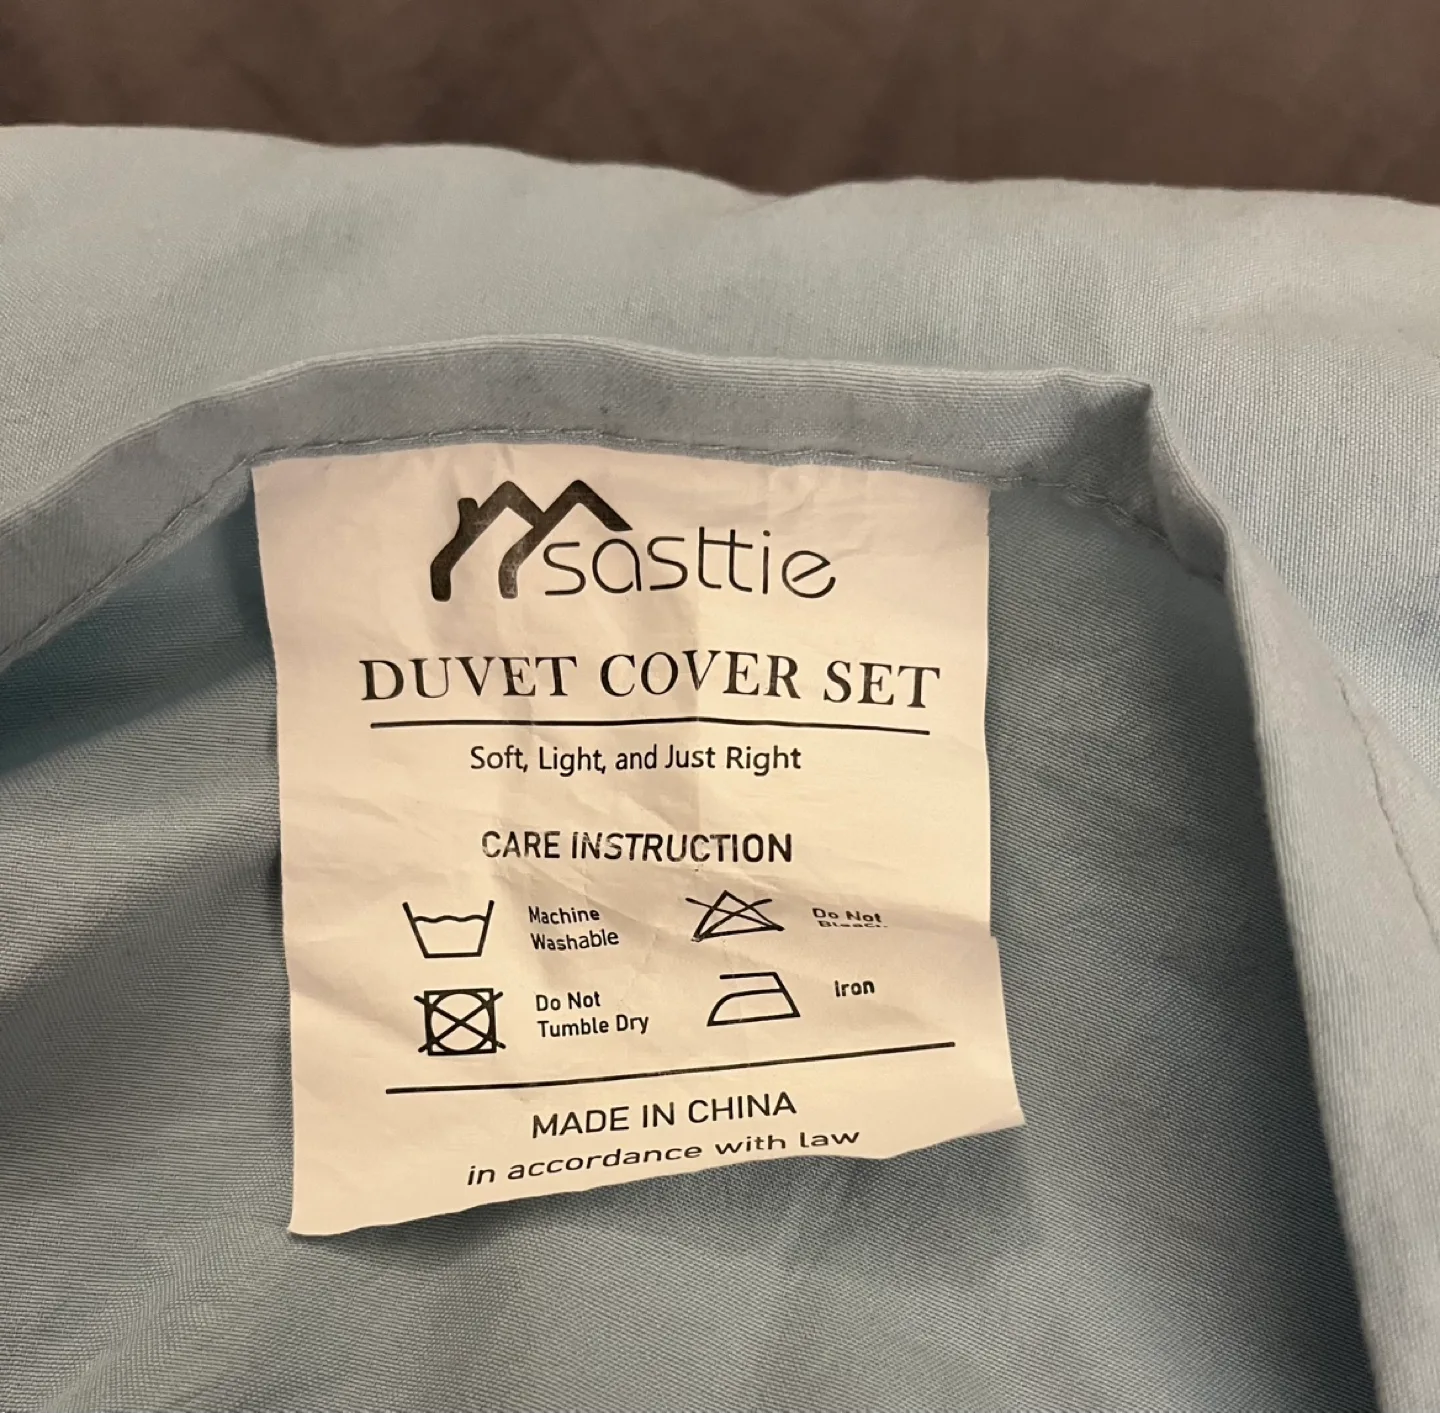 sasttie
DUVET COVER SET
Soft, Light, and Just Right
CARE INSTRUCTION
Machine
Washable
Do Not
Bleach
Do Not
Tumble Dry
Iron
MADE IN CHINA
in accordance with law